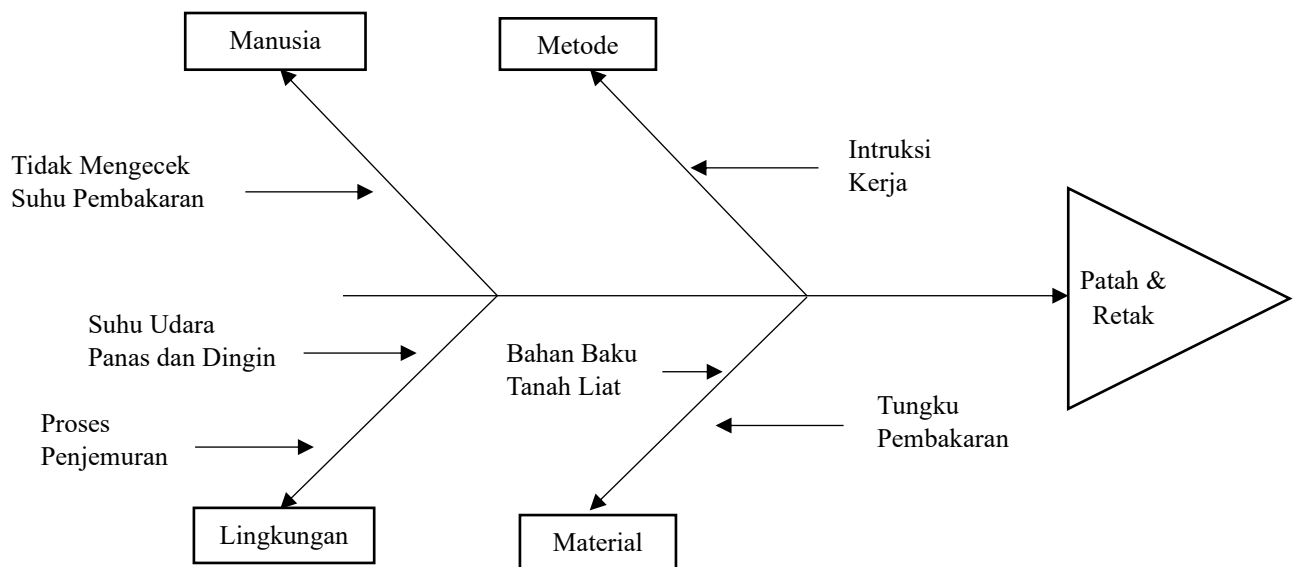 Manusia
Metode
Tidak Mengecek
Suhu Pembakaran
Intruksi
Kerja
Patah &
Retak
Suhu Udara
Panas dan Dingin
Bahan Baku
Tanah Liat
Tungku
Pembakaran
Proses
Penjemuran
Lingkungan
Material